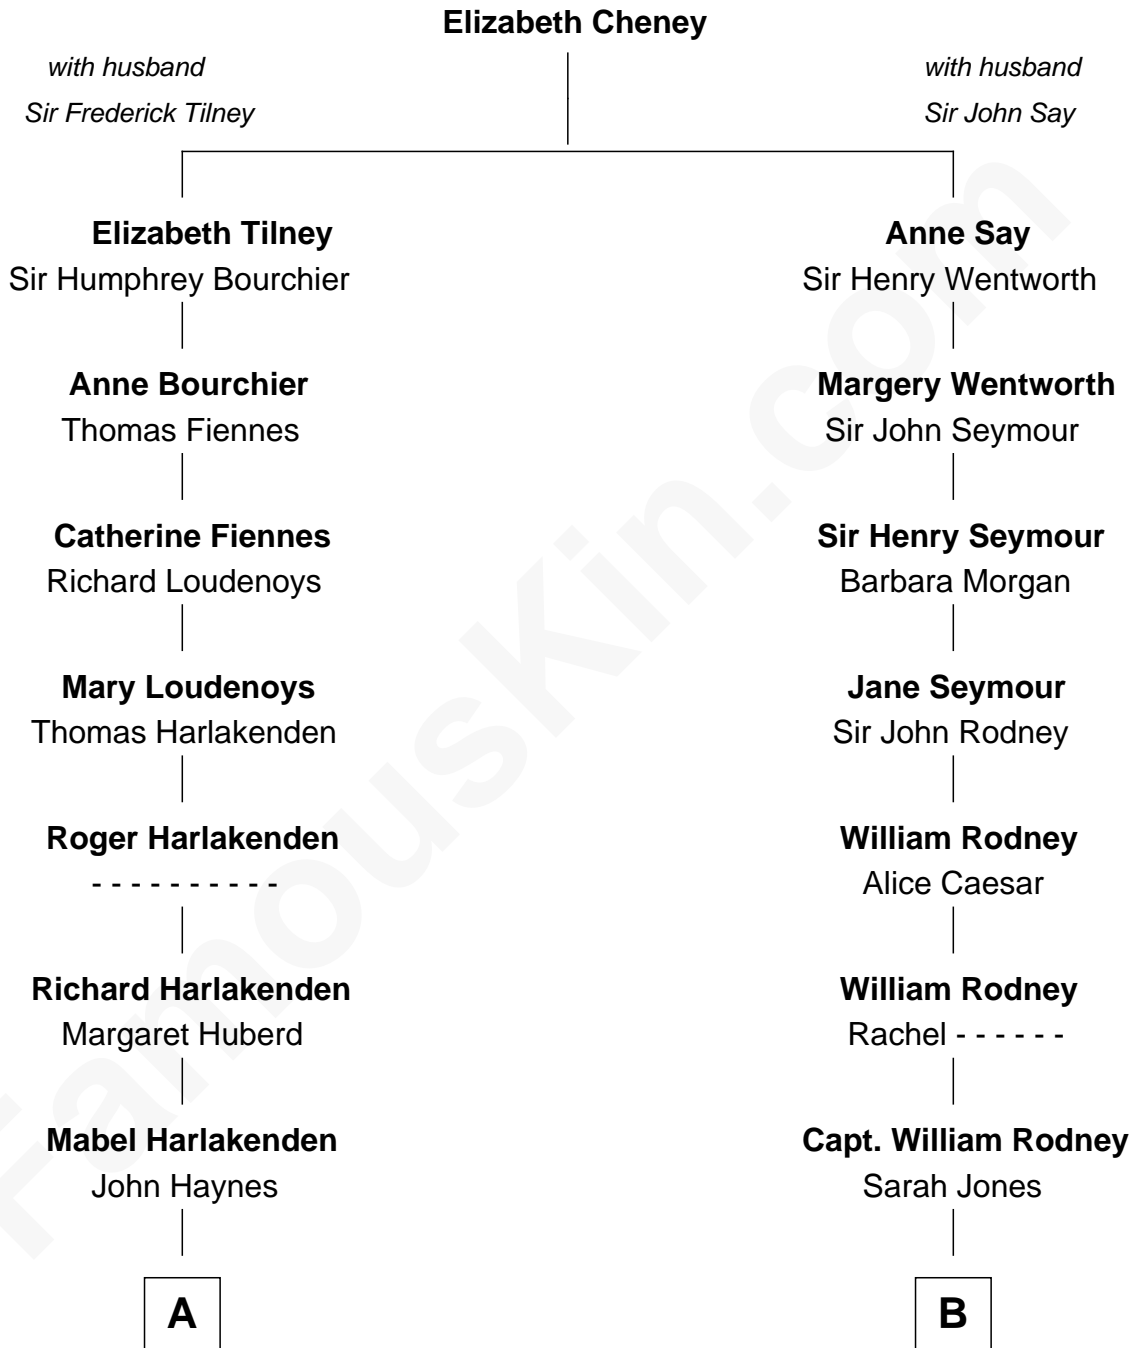 Elizabeth Cheney
with husband
Sir Frederick Tilney
with husband
Sir John Say
Elizabeth Tilney
Sir Humphrey Bourchier
Anne Say
Sir Henry Wentworth
Anne Bourchier
Thomas Fiennes
Margery Wentworth
Sir John Seymour
Catherine Fiennes
Richard Loudenoys
Sir Henry Seymour
Barbara Morgan
Mary Loudenoys
Thomas Harlakenden
Jane Seymour
Sir John Rodney
Roger Harlakenden
- - - - - - - - - -
William Rodney
Alice Caesar
Richard Harlakenden
Margaret Huberd
William Rodney
Rachel - - - - - -
Mabel Harlakenden
John Haynes
Capt. William Rodney
Sarah Jones
A
B
FamousKin.com